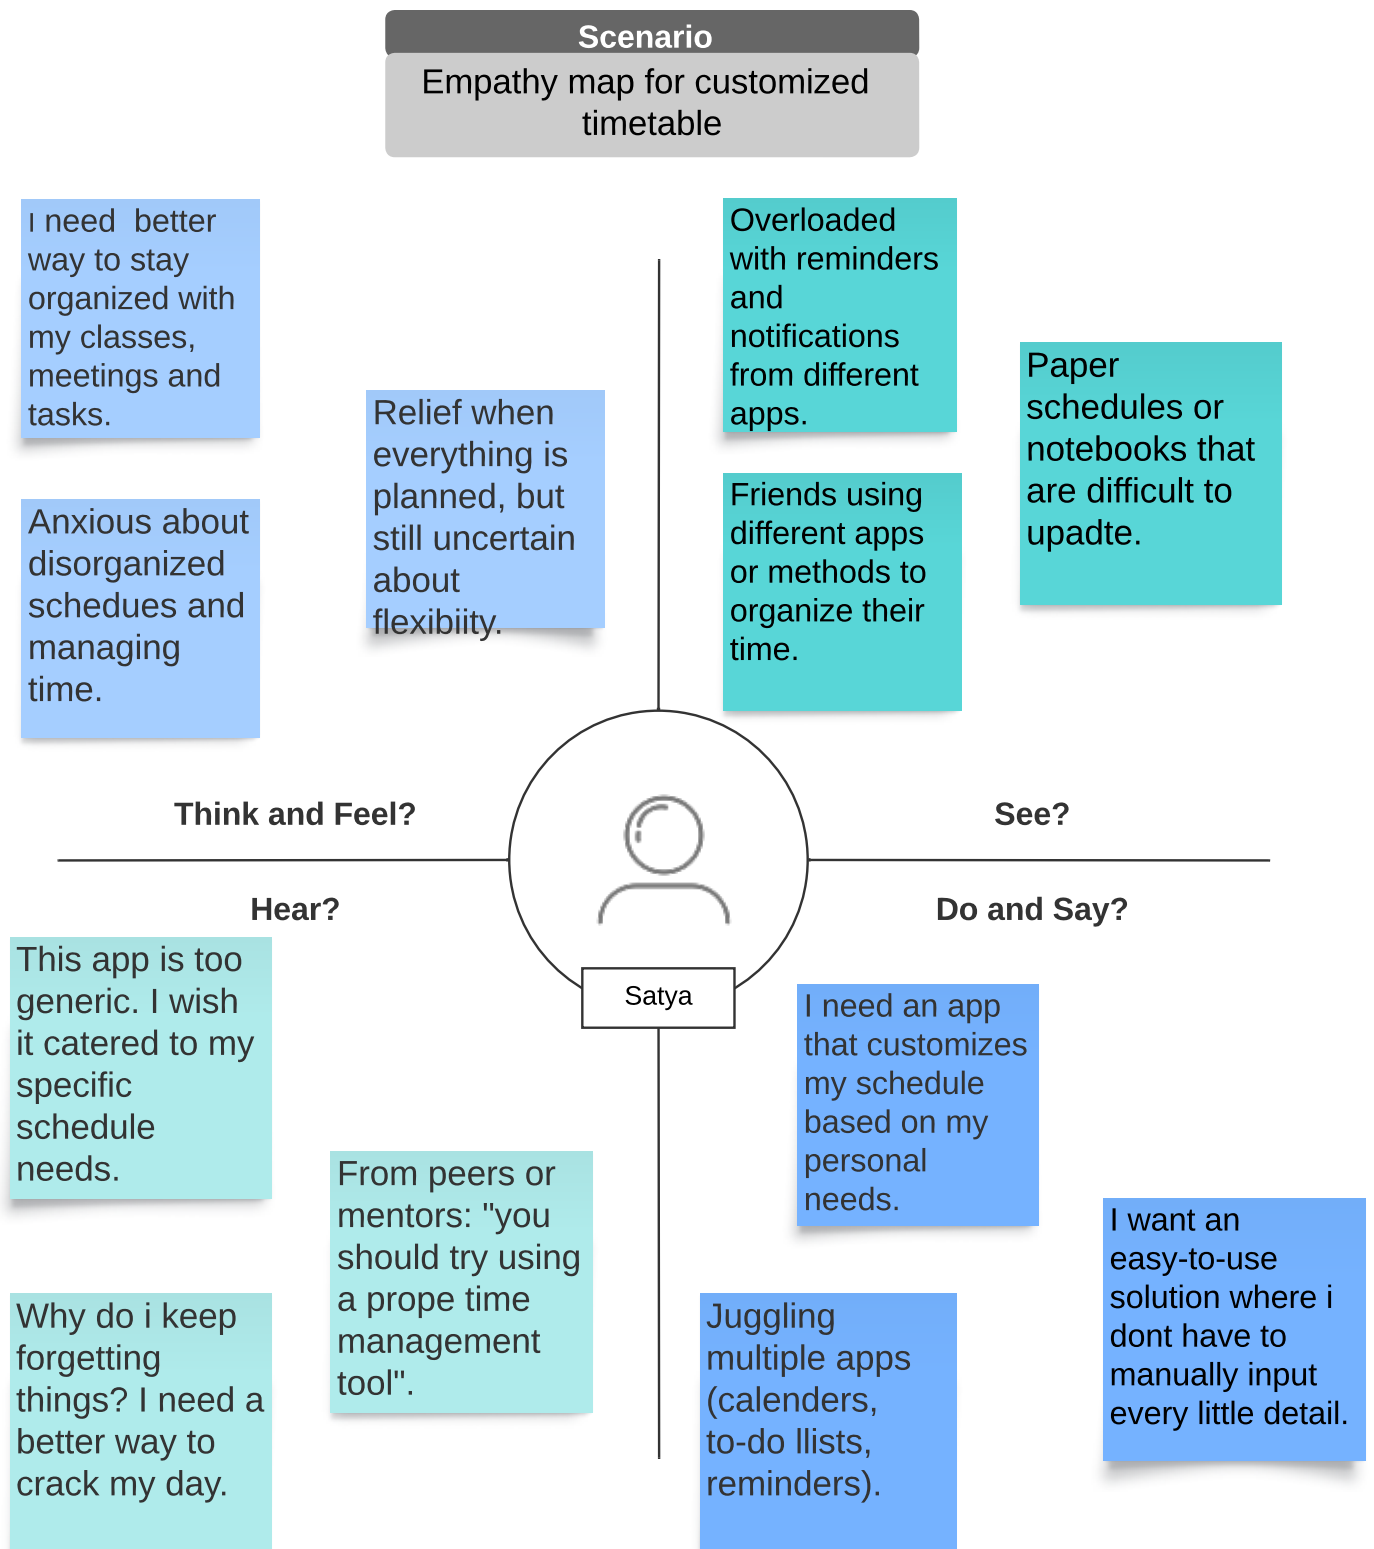 Scenario
Empathy map for customized
timetable
I need  better
way to stay
organized with
my classes,
meetings and
tasks.
Anxious about
disorganized
schedues and
managing
time.
Relief when
everything is
planned, but
still uncertain
about
flexibiity.
Think and Feel?
Overloaded
with reminders
and
notifications
from different
apps.
Friends using
different apps
or methods to
organize their
time.
Paper
schedules or
notebooks that
are difficult to
upadte.
See?
Satya
Hear?
This app is too
generic. I wish
it catered to my
specific
schedule
needs.
From peers or
mentors: "you
should try using
a prope time
management
tool".
Why do i keep
forgetting
things? I need a
better way to
crack my day.
Do and Say?
I need an app
that customizes
my schedule
based on my
personal
needs.
I want an
easy-to-use
solution where i
dont have to
manually input
every little detail.
Juggling
multiple apps
(calenders,
to-do llists,
reminders).